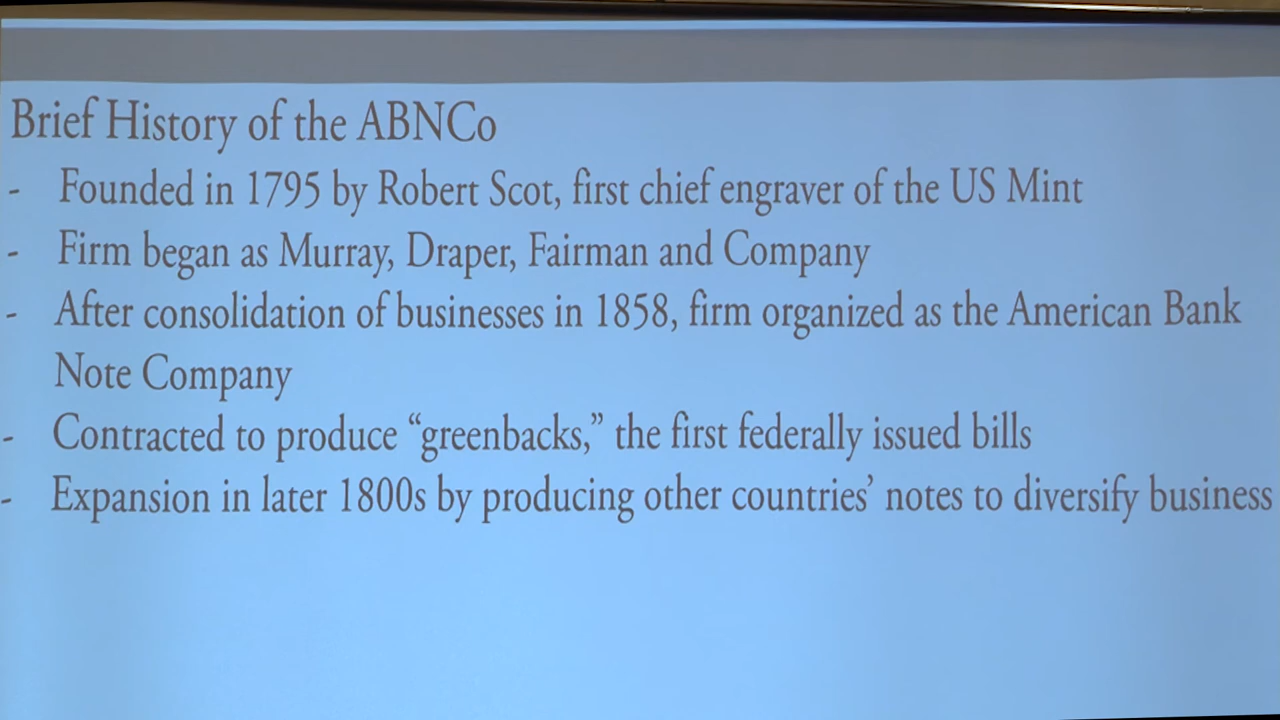 Brief History of the ABNCo
- Founded in 1795 by Robert Scot, first chief engraver of the US Mint
- Firm began as Murray, Draper, Fairman and Company
- After consolidation of businesses in 1858, firm organized as the American Bank
Note Company
- Contracted to produce “greenbacks,” the first federally issued bills
- Expansion in later 1800s by producing other countries’ notes to diversify business